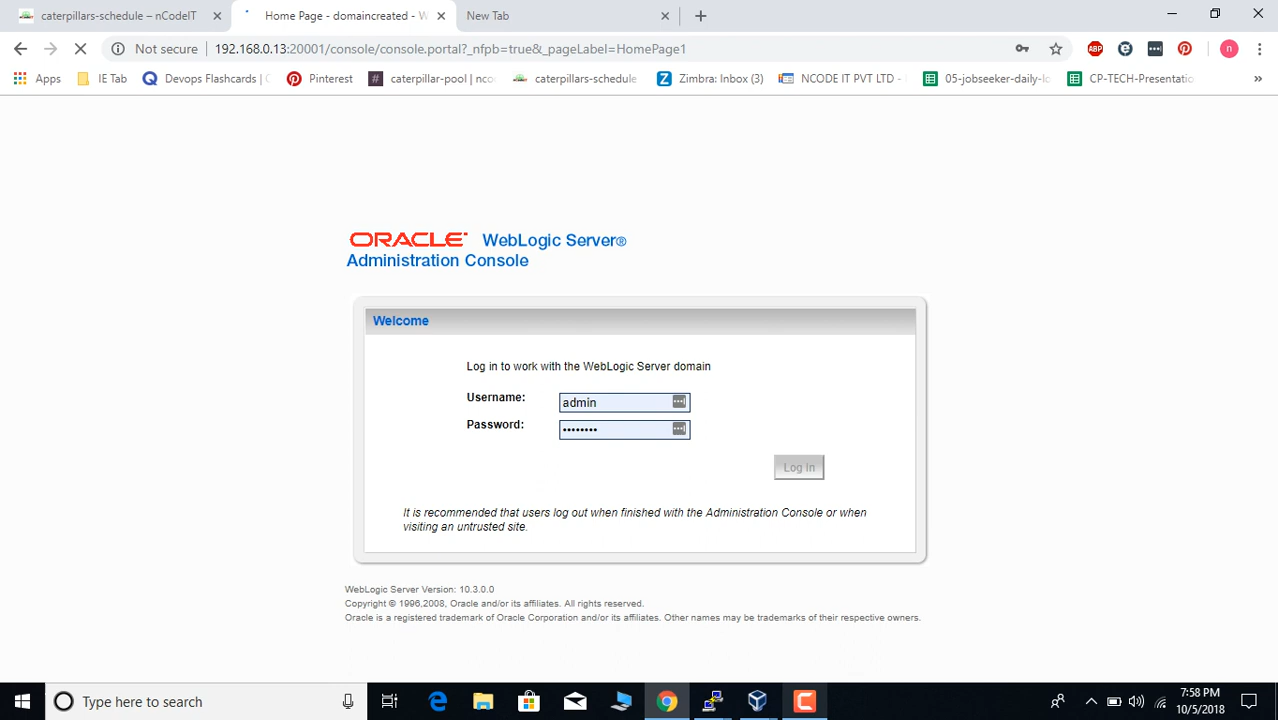 caterpillars-schedule – nCodeIT
Home Page - domaincreated - W
New Tab
Not secure 192.168.0.13:20001/console/console.portal?_nfpb=true&_pageLabel=HomePage1
ABP
n
Apps
IE Tab
Devops Flashcards | C
Pinterest
caterpillar-pool | nco
caterpillars-schedule
Zimbra: Inbox (3)
NCODE IT PVT LTD -
05-jobseeker-daily-lo
CP-TECH-Presentatio
»
ORACLE WebLogic Server®
Administration Console
Welcome
Log in to work with the WebLogic Server domain
Username: admin
Password: ••••••••
Log in
It is recommended that users log out when finished with the Administration Console or when
visiting an untrusted site.
WebLogic Server Version: 10.3.0.0
Copyright © 1996,2008, Oracle and/or its affiliates. All rights reserved.
Oracle is a registered trademark of Oracle Corporation and/or its affiliates. Other names may be trademarks of their respective owners.
Type here to search
7:58 PM
10/5/2018